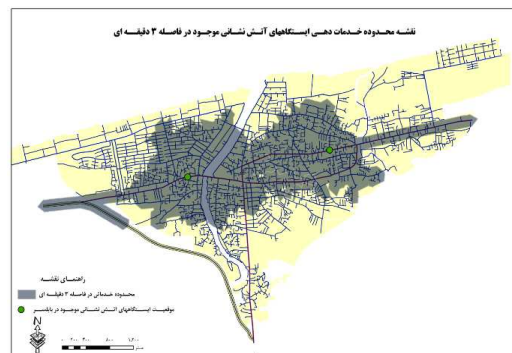 نقشه محدوده خدمات دهی ایستگاههای آتش نشانی موجود در فاصله ۳ دقیقه ای
راهنمای نقشه
محدوده خدماتی در فاصله ۳ دقیقه ای
موقعیت ایستگاههای آتش نشانی موجود در بابلسر
N